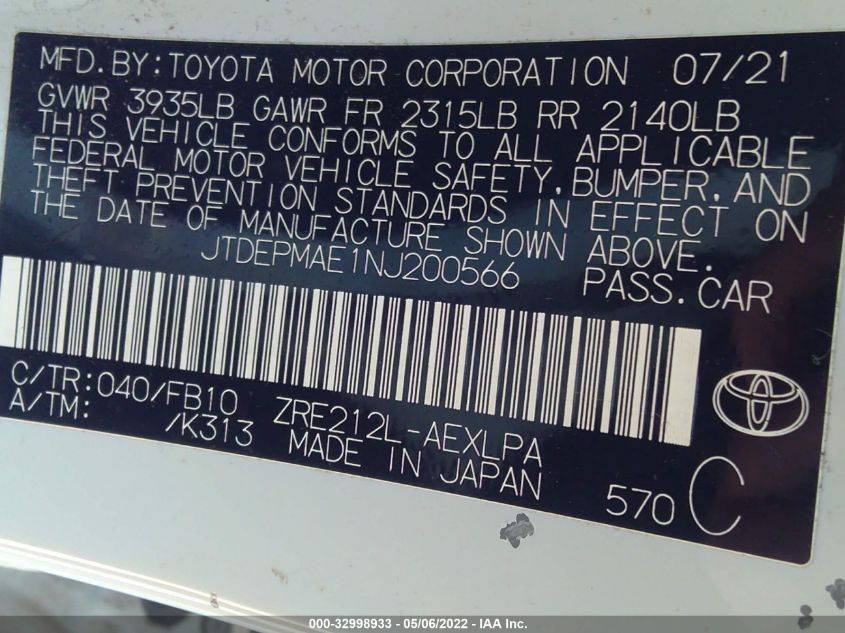 MFD. BY: TOYOTA MOTOR CORPORATION 07/21
GVWR 3935LB GAWR FR 2315LB RR 2140LB
THIS VEHICLE CONFORMS TO ALL APPLICABLE
FEDERAL MOTOR VEHICLE SAFETY, BUMPER, AND
THEFT PREVENTION STANDARDS IN EFFECT ON
THE DATE OF MANUFACTURE SHOWN ABOVE.
JTDEPMAE1NJ200566 PASS. CAR
C/TR: 040/FB10 ZRE212L-AEXLPA
A/TM: /K313 MADE IN JAPAN
570 C
000-32998933 - 05/06/2022 - IAA Inc.